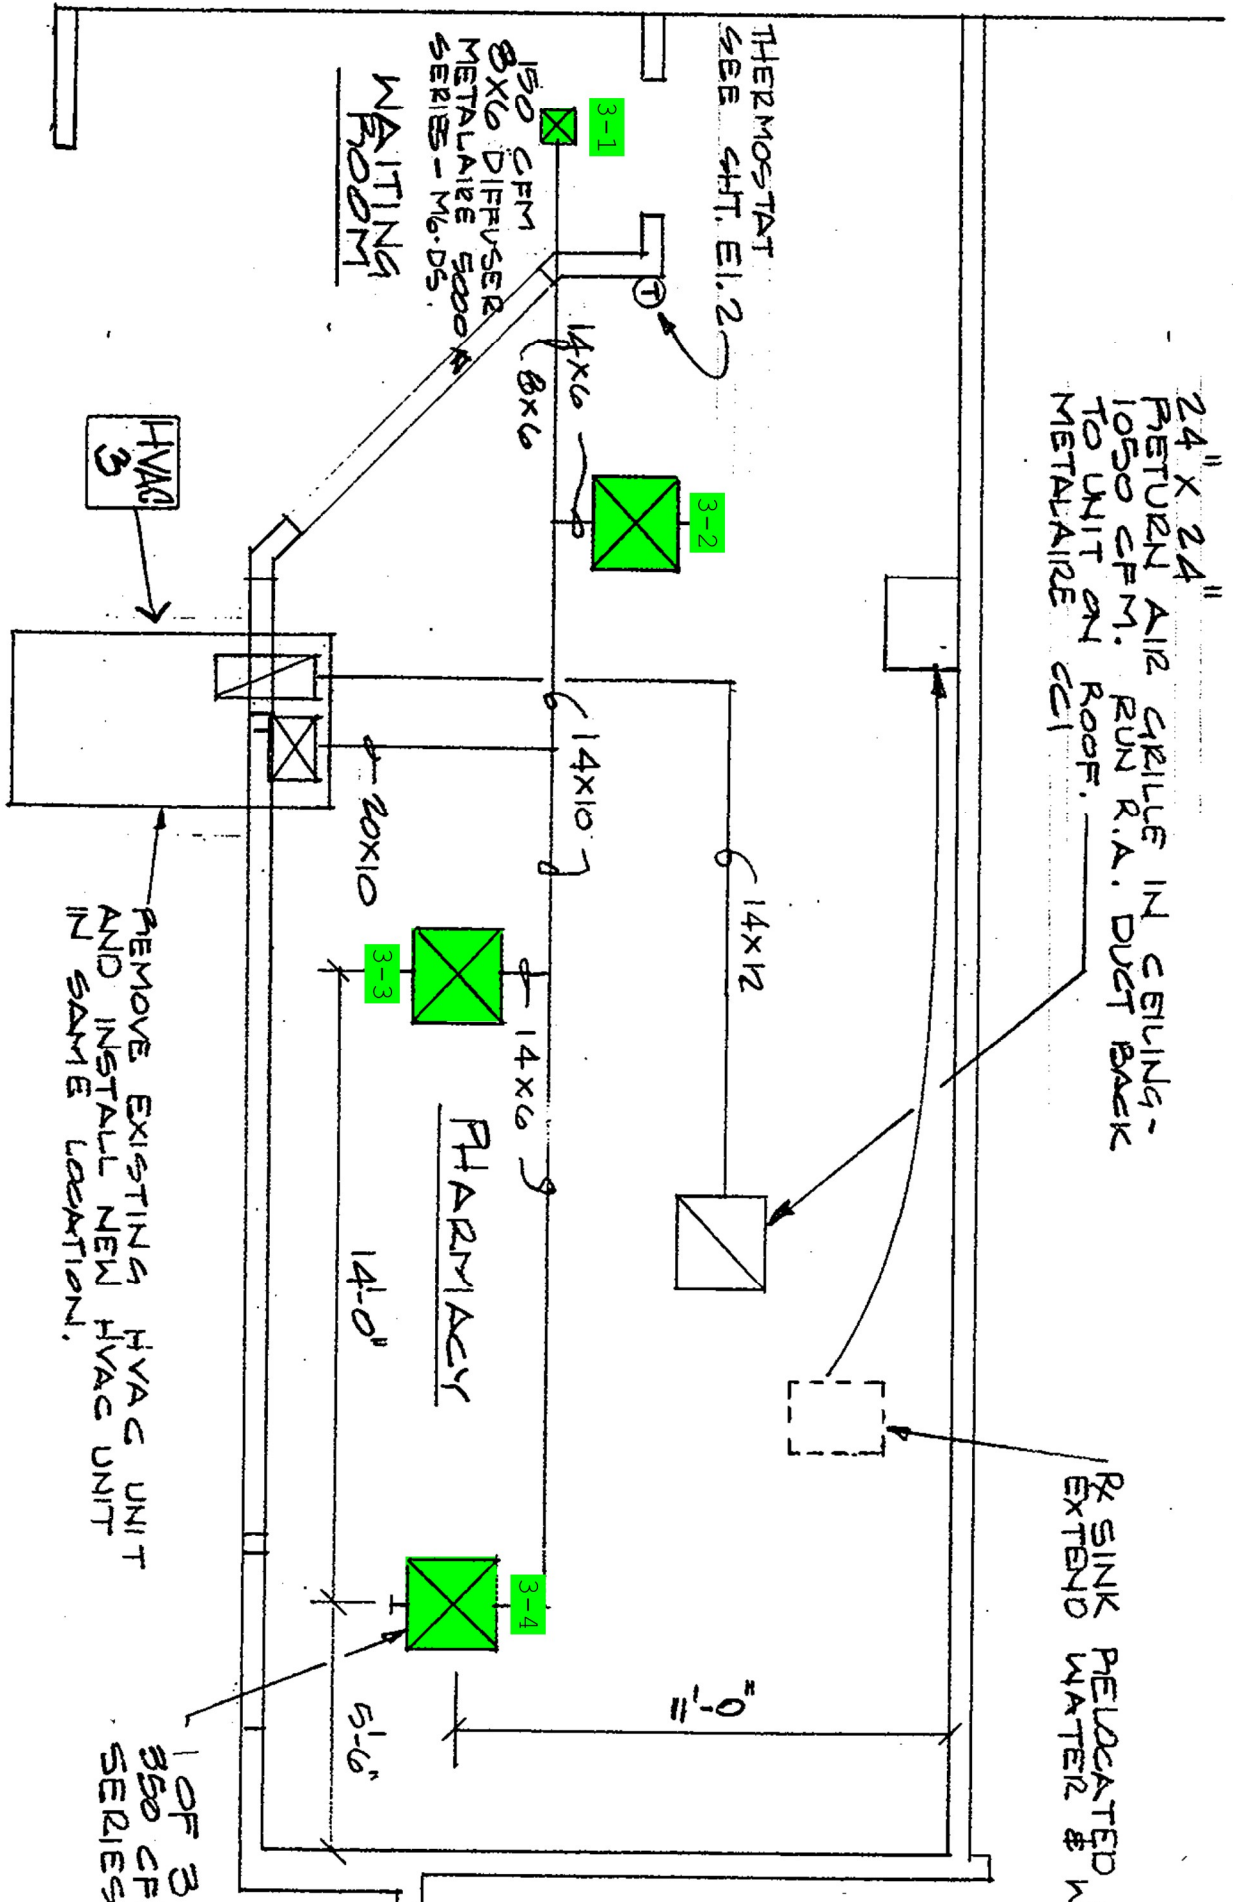 24" X 24"
RETURN AIR GRILLE IN CEILING-
1050 CFM. RUN R.A. DUCT BACK
TO UNIT ON ROOF.
METALAIRE CC1
RX SINK RELOCATED
EXTEND WATER & W
THERMOSTAT
SEE SHT. E1.2
T
3-1
150 CFM
8X6 DIFFUSER
METALAIRE 5000A
SERIES-M6-DS.
WAITING
ROOM
14X6
8X6
3-2
HVAC
3
14X10
20X10
14X12
3-3
14X6
PHARMACY
3-4
14'-0"
5'-6"
11'-0"
REMOVE EXISTING HVAC UNIT
AND INSTALL NEW HVAC UNIT
IN SAME LOCATION.
1 OF 3
350 CF
SERIES